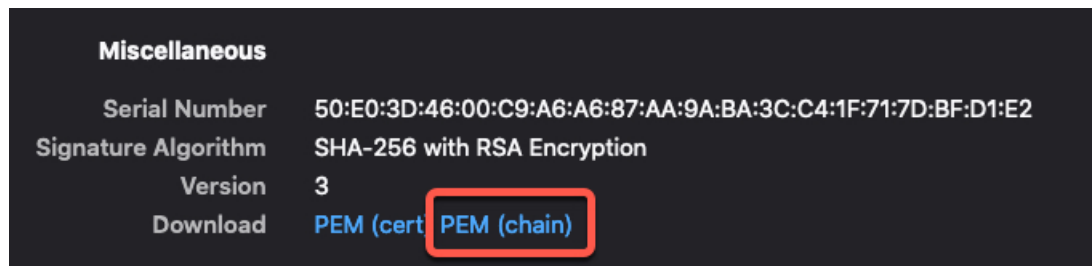 Miscellaneous
Serial Number 50:E0:3D:46:00:C9:A6:A6:87:AA:9A:BA:3C:C4:1F:71:7D:BF:D1:E2
Signature Algorithm SHA-256 with RSA Encryption
Version 3
Download PEM (cert) PEM (chain)